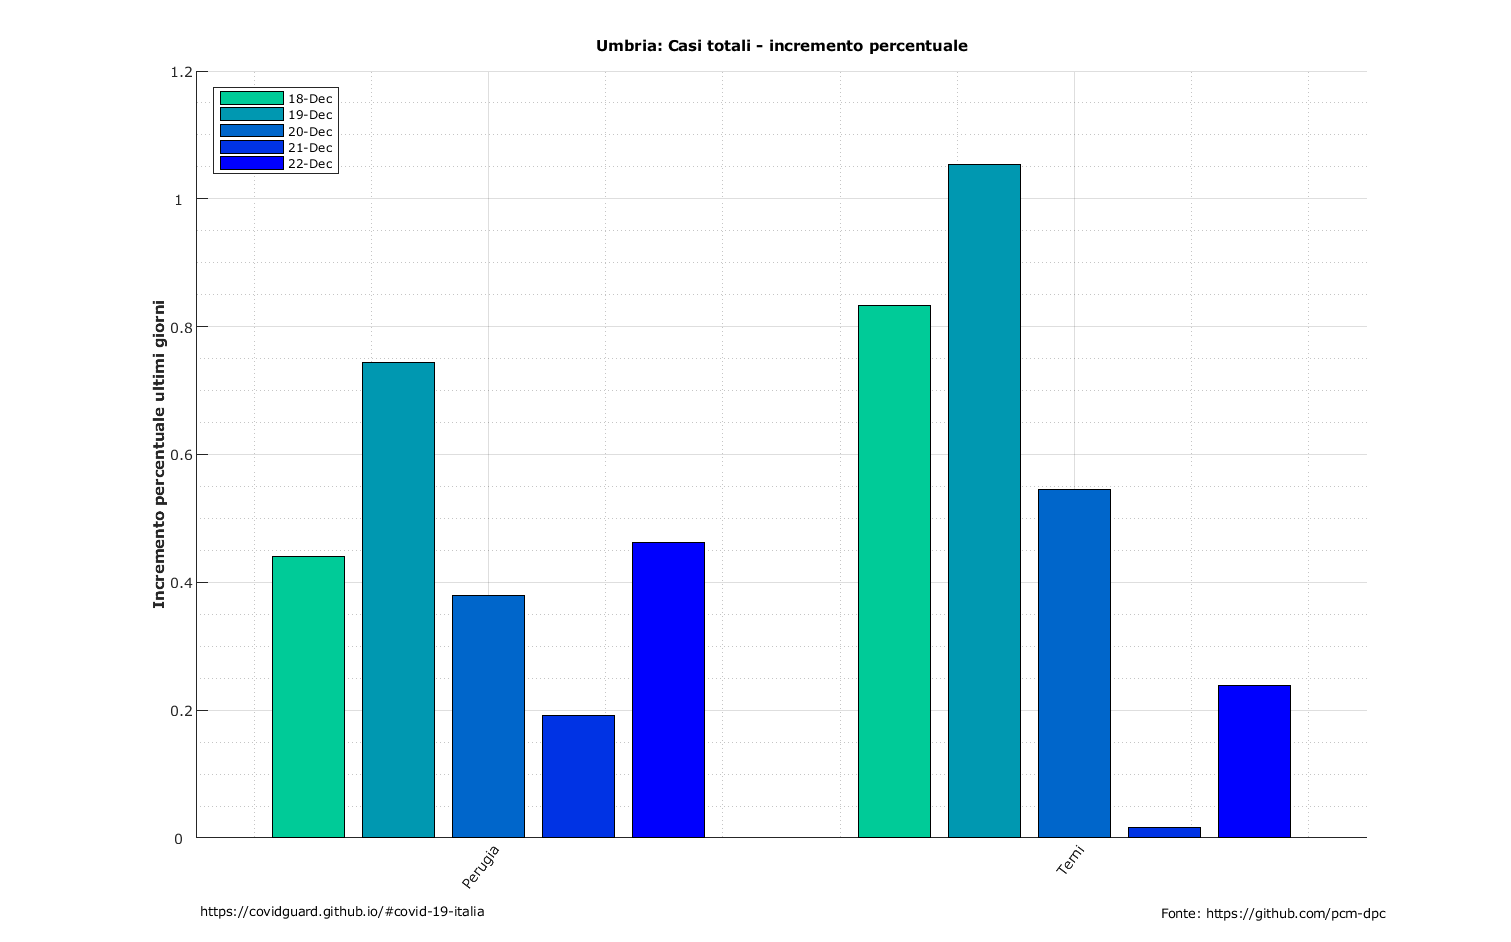 Umbria: Casi totali - incremento percentuale
1.2
1
0.8
0.6
0.4
0.2
0
Incremento percentuale ultimi giorni
18-Dec
19-Dec
20-Dec
21-Dec
22-Dec
Perugia
Terni
https://covidguard.github.io/#covid-19-italia
Fonte: https://github.com/pcm-dpc